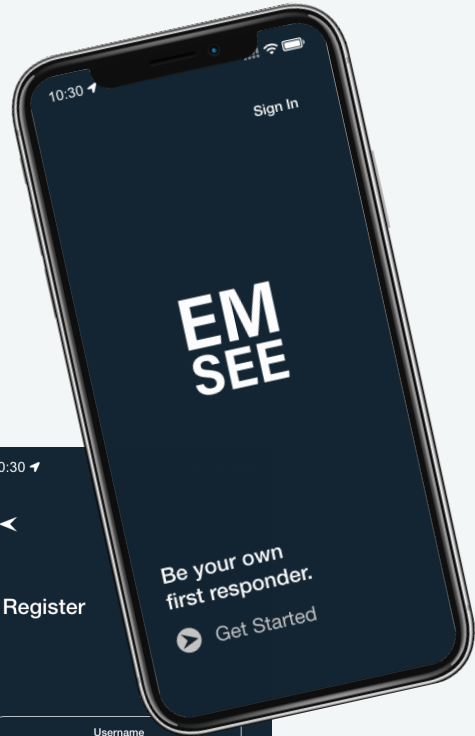 10:30
Sign In
EM
SEE
Be your own
first responder.
Get Started
0:30
Register
Username